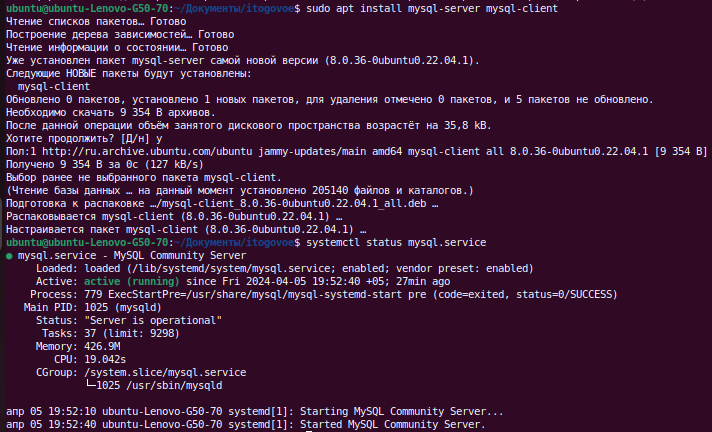 ubuntu@ubuntu-Lenovo-G50-70:~/Документы/itogovoe$ sudo apt install mysql-server mysql-client
Чтение списков пакетов… Готово
Построение дерева зависимостей… Готово
Чтение информации о состоянии… Готово
Уже установлен пакет mysql-server самой новой версии (8.0.36-0ubuntu0.22.04.1).
Следующие НОВЫЕ пакеты будут установлены:
  mysql-client
Обновлено 0 пакетов, установлено 1 новых пакетов, для удаления отмечено 0 пакетов, и 5 пакетов не обновлено.
Необходимо скачать 9 354 B архивов.
После данной операции объём занятого дискового пространства возрастёт на 35,8 kB.
Хотите продолжить? [Д/н] y
Пол:1 http://ru.archive.ubuntu.com/ubuntu jammy-updates/main amd64 mysql-client all 8.0.36-0ubuntu0.22.04.1 [9 354 B]
Получено 9 354 B за 0с (127 kB/s)
Выбор ранее не выбранного пакета mysql-client.
(Чтение базы данных … на данный момент установлено 205140 файлов и каталогов.)
Подготовка к распаковке …/mysql-client_8.0.36-0ubuntu0.22.04.1_all.deb …
Распаковывается mysql-client (8.0.36-0ubuntu0.22.04.1) …
Настраивается пакет mysql-client (8.0.36-0ubuntu0.22.04.1) …
ubuntu@ubuntu-Lenovo-G50-70:~/Документы/itogovoe$ systemctl status mysql.service
● mysql.service - MySQL Community Server
     Loaded: loaded (/lib/systemd/system/mysql.service; enabled; vendor preset: enabled)
     Active: active (running) since Fri 2024-04-05 19:52:40 +05; 27min ago
    Process: 779 ExecStartPre=/usr/share/mysql/mysql-systemd-start pre (code=exited, status=0/SUCCESS)
   Main PID: 1025 (mysqld)
     Status: "Server is operational"
      Tasks: 37 (limit: 9298)
     Memory: 426.9M
        CPU: 19.042s
     CGroup: /system.slice/mysql.service
             └─1025 /usr/sbin/mysqld

апр 05 19:52:10 ubuntu-Lenovo-G50-70 systemd[1]: Starting MySQL Community Server...
апр 05 19:52:40 ubuntu-Lenovo-G50-70 systemd[1]: Started MySQL Community Server.